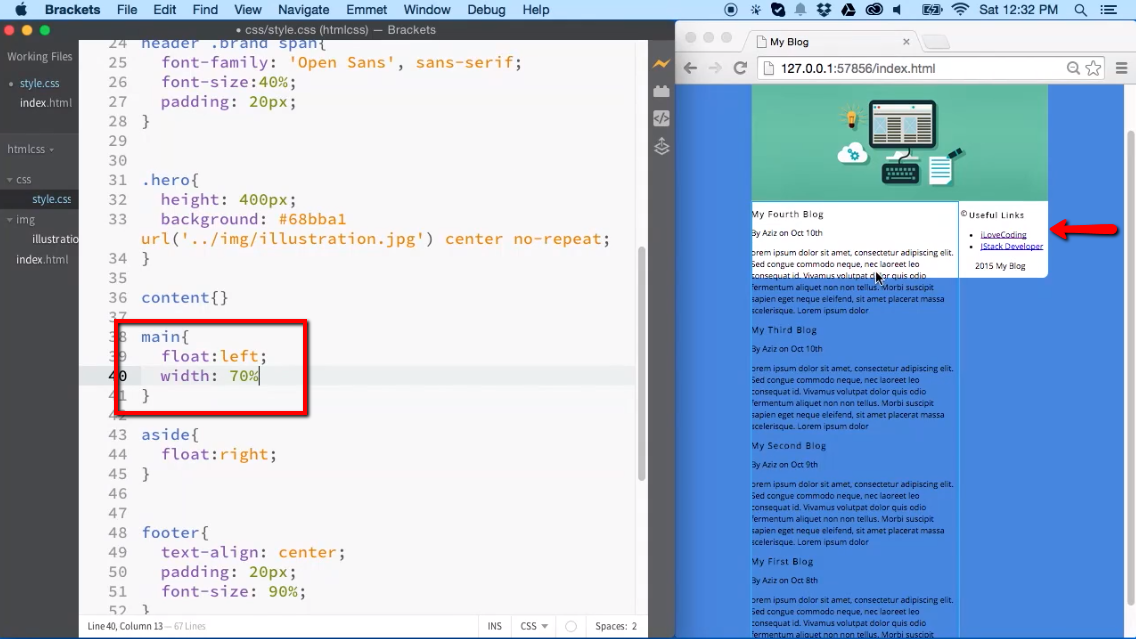 Brackets File Edit Find View Navigate Emmet Window Debug Help Sat 12:32 PM
• css/style.css (htmlcss) — Brackets
Working Files
style.css
index.html
htmlcss
css
style.css
img
illustratio
index.html
24 header .brand span{
25 font-family: 'Open Sans', sans-serif;
26 font-size:40%;
27 padding: 20px;
28 }
29
30
31 .hero{
32 height: 400px;
33 background: #68bba1
url('../img/illustration.jpg') center no-repeat;
34 }
35
36 content{}
37
38 main{
39 float:left;
40 width: 70%
41 }
42
43 aside{
44 float:right;
45 }
46
47
48 footer{
49 text-align: center;
50 padding: 20px;
51 font-size: 90%;
52 }
Line 40, Column 13 — 67 Lines
INS CSS Spaces: 2
My Blog
127.0.0.1:57856/index.html
My Fourth Blog
By Aziz on Oct 10th
lorem ipsum dolor sit amet, consectetur adipiscing elit.
Sed congue commodo neque, nec laoreet leo
consequat id. Vivamus volutpat dolor quis odio
fermentum aliquet non non tellus. Morbi suscipit
sapien eget neque eleifend, sit amet placerat massa
scelerisque. Lorem ipsum dolor
My Third Blog
By Aziz on Oct 10th
lorem ipsum dolor sit amet, consectetur adipiscing elit.
Sed congue commodo neque, nec laoreet leo
consequat id. Vivamus volutpat dolor quis odio
fermentum aliquet non non tellus. Morbi suscipit
sapien eget neque eleifend, sit amet placerat massa
scelerisque. Lorem ipsum dolor
My Second Blog
By Aziz on Oct 9th
lorem ipsum dolor sit amet, consectetur adipiscing elit.
Sed congue commodo neque, nec laoreet leo
consequat id. Vivamus volutpat dolor quis odio
fermentum aliquet non non tellus. Morbi suscipit
sapien eget neque eleifend, sit amet placerat massa
scelerisque. Lorem ipsum dolor
My First Blog
By Aziz on Oct 8th
lorem ipsum dolor sit amet, consectetur adipiscing elit.
Sed congue commodo neque, nec laoreet leo
consequat id. Vivamus volutpat dolor quis odio
© Useful Links
iLoveCoding
JStack Developer
2015 My Blog